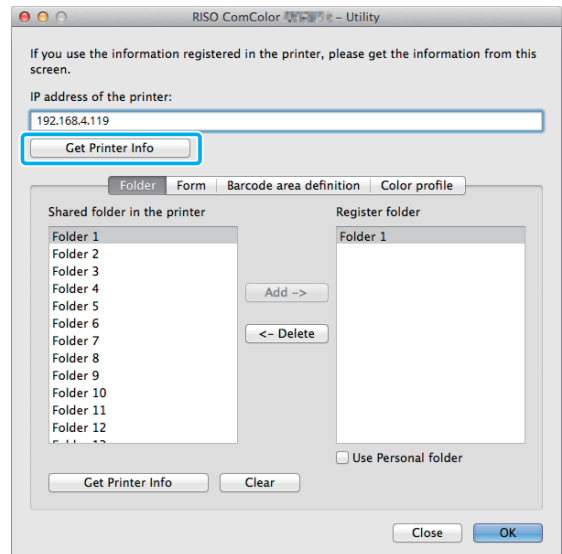 RISO ComColor – Utility
If you use the information registered in the printer, please get the information from this
screen.
IP address of the printer:
192.168.4.119
Get Printer Info
Folder Form Barcode area definition Color profile
Shared folder in the printer
Folder 1
Folder 2
Folder 3
Folder 4
Folder 5
Folder 6
Folder 7
Folder 8
Folder 9
Folder 10
Folder 11
Folder 12
Add ->
<- Delete
Register folder
Folder 1
Use Personal folder
Get Printer Info Clear
Close OK